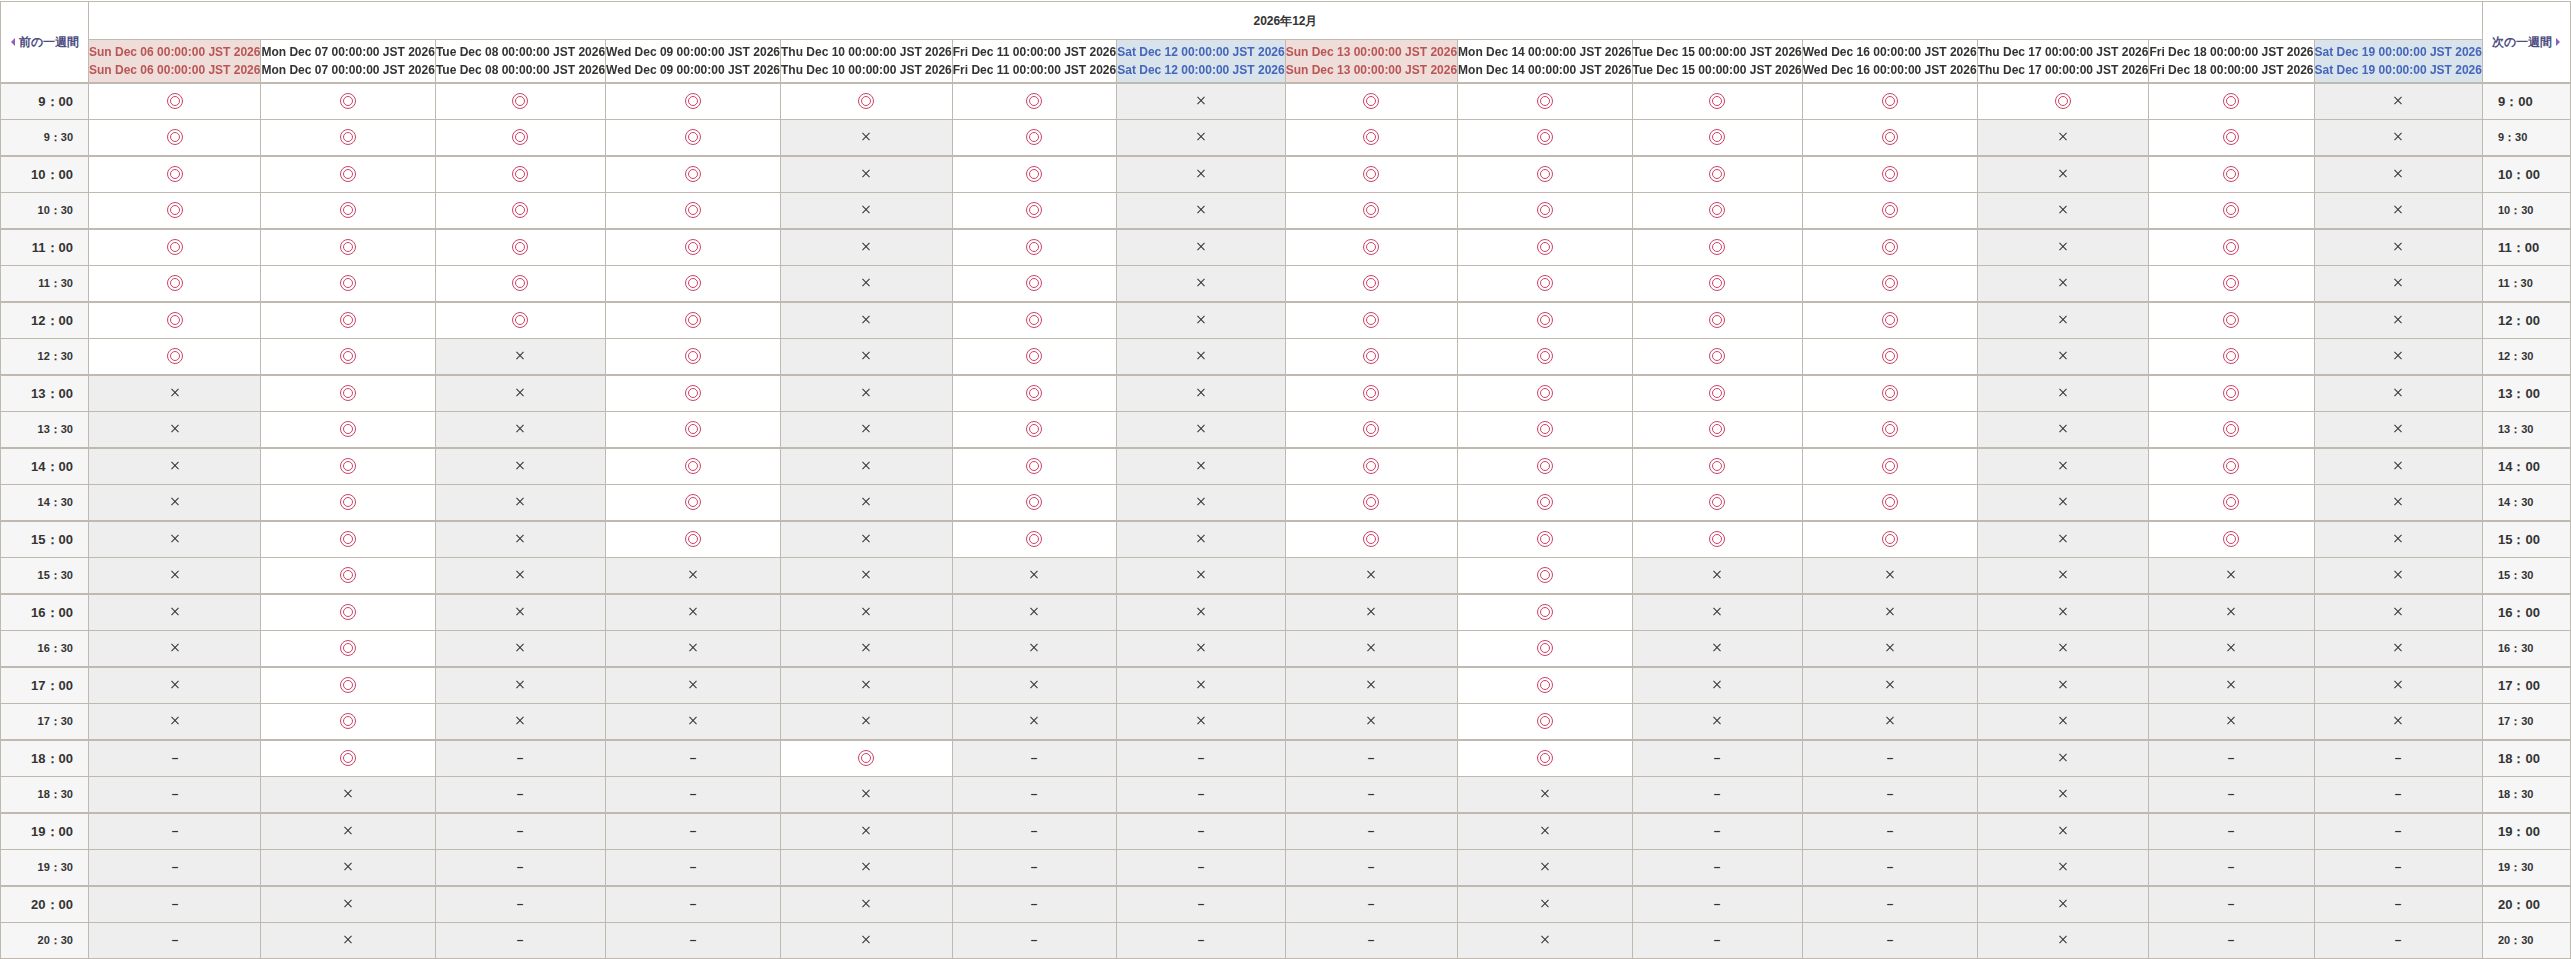 2026年12月
前の一週間
Sun Dec 06 00:00:00 JST 2026 Mon Dec 07 00:00:00 JST 2026 Tue Dec 08 00:00:00 JST 2026 Wed Dec 09 00:00:00 JST 2026 Thu Dec 10 00:00:00 JST 2026 Fri Dec 11 00:00:00 JST 2026 Sat Dec 12 00:00:00 JST 2026 Sun Dec 13 00:00:00 JST 2026 Mon Dec 14 00:00:00 JST 2026 Tue Dec 15 00:00:00 JST 2026 Wed Dec 16 00:00:00 JST 2026 Thu Dec 17 00:00:00 JST 2026 Fri Dec 18 00:00:00 JST 2026 Sat Dec 19 00:00:00 JST 2026
Sun Dec 06 00:00:00 JST 2026 Mon Dec 07 00:00:00 JST 2026 Tue Dec 08 00:00:00 JST 2026 Wed Dec 09 00:00:00 JST 2026 Thu Dec 10 00:00:00 JST 2026 Fri Dec 11 00:00:00 JST 2026 Sat Dec 12 00:00:00 JST 2026 Sun Dec 13 00:00:00 JST 2026 Mon Dec 14 00:00:00 JST 2026 Tue Dec 15 00:00:00 JST 2026 Wed Dec 16 00:00:00 JST 2026 Thu Dec 17 00:00:00 JST 2026 Fri Dec 18 00:00:00 JST 2026 Sat Dec 19 00:00:00 JST 2026
次の一週間
9：00 ◎ ◎ ◎ ◎ ◎ ◎ × ◎ ◎ ◎ ◎ ◎ ◎ × 9：00
9：30 ◎ ◎ ◎ ◎ × ◎ × ◎ ◎ ◎ ◎ × ◎ × 9：30
10：00 ◎ ◎ ◎ ◎ × ◎ × ◎ ◎ ◎ ◎ × ◎ × 10：00
10：30 ◎ ◎ ◎ ◎ × ◎ × ◎ ◎ ◎ ◎ × ◎ × 10：30
11：00 ◎ ◎ ◎ ◎ × ◎ × ◎ ◎ ◎ ◎ × ◎ × 11：00
11：30 ◎ ◎ ◎ ◎ × ◎ × ◎ ◎ ◎ ◎ × ◎ × 11：30
12：00 ◎ ◎ ◎ ◎ × ◎ × ◎ ◎ ◎ ◎ × ◎ × 12：00
12：30 ◎ ◎ × ◎ × ◎ × ◎ ◎ ◎ ◎ × ◎ × 12：30
13：00 × ◎ × ◎ × ◎ × ◎ ◎ ◎ ◎ × ◎ × 13：00
13：30 × ◎ × ◎ × ◎ × ◎ ◎ ◎ ◎ × ◎ × 13：30
14：00 × ◎ × ◎ × ◎ × ◎ ◎ ◎ ◎ × ◎ × 14：00
14：30 × ◎ × ◎ × ◎ × ◎ ◎ ◎ ◎ × ◎ × 14：30
15：00 × ◎ × ◎ × ◎ × ◎ ◎ ◎ ◎ × ◎ × 15：00
15：30 × ◎ × × × × × × ◎ × × × × × 15：30
16：00 × ◎ × × × × × × ◎ × × × × × 16：00
16：30 × ◎ × × × × × × ◎ × × × × × 16：30
17：00 × ◎ × × × × × × ◎ × × × × × 17：00
17：30 × ◎ × × × × × × ◎ × × × × × 17：30
18：00 – ◎ – – ◎ – – – ◎ – – × – – 18：00
18：30 – × – – × – – – × – – × – – 18：30
19：00 – × – – × – – – × – – × – – 19：00
19：30 – × – – × – – – × – – × – – 19：30
20：00 – × – – × – – – × – – × – – 20：00
20：30 – × – – × – – – × – – × – – 20：30